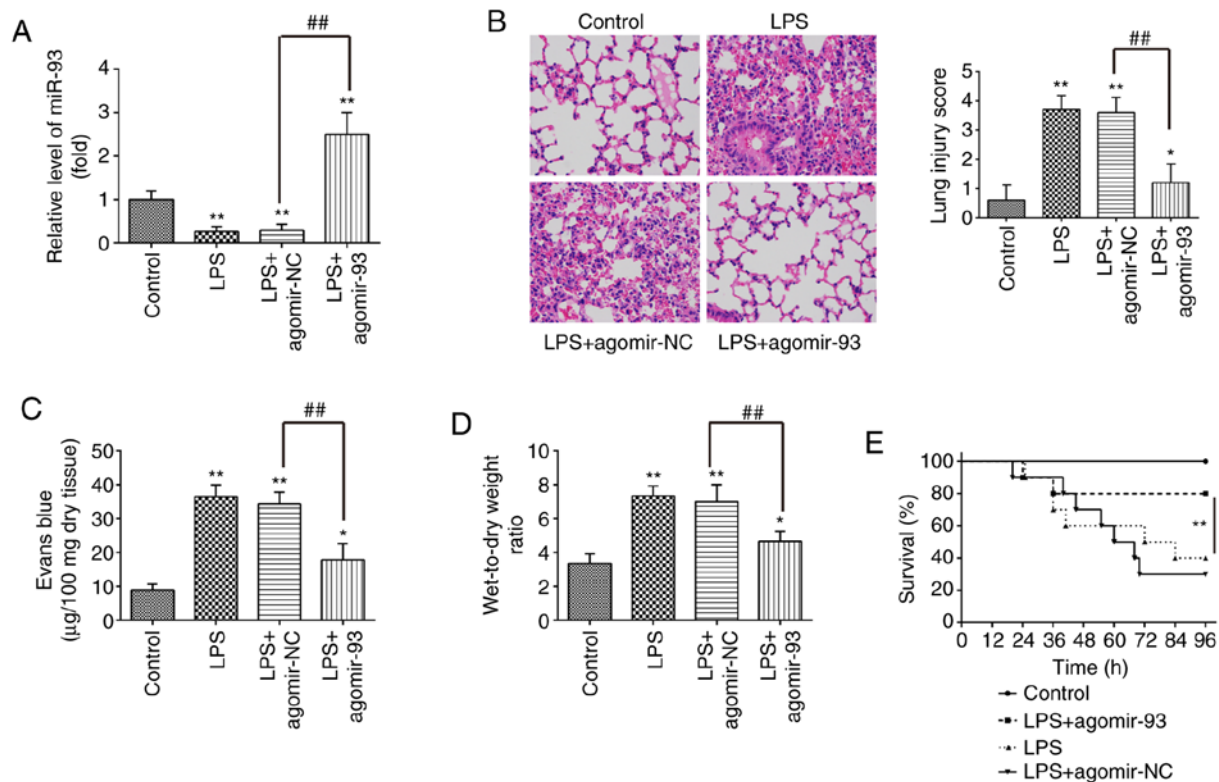 A
Relative level of miR-93
(fold)
4
3
2
1
0
**
**
**
##
Control
LPS
LPS+
agomir-NC
LPS+
agomir-93
B
Control
LPS
LPS+agomir-NC
LPS+agomir-93
Lung injury score
5
4
3
2
1
0
**
**
*
##
Control
LPS
LPS+
agomir-NC
LPS+
agomir-93
C
Evans blue
(µg/100 mg dry tissue)
50
40
30
20
10
0
**
**
*
##
Control
LPS
LPS+
agomir-NC
LPS+
agomir-93
D
Wet-to-dry weight
ratio
10
8
6
4
2
0
**
**
*
##
Control
LPS
LPS+
agomir-NC
LPS+
agomir-93
E
Survival (%)
100
80
60
40
20
**
0 12 24 36 48 60 72 84 96
Time (h)
Control
LPS+agomir-93
LPS
LPS+agomir-NC